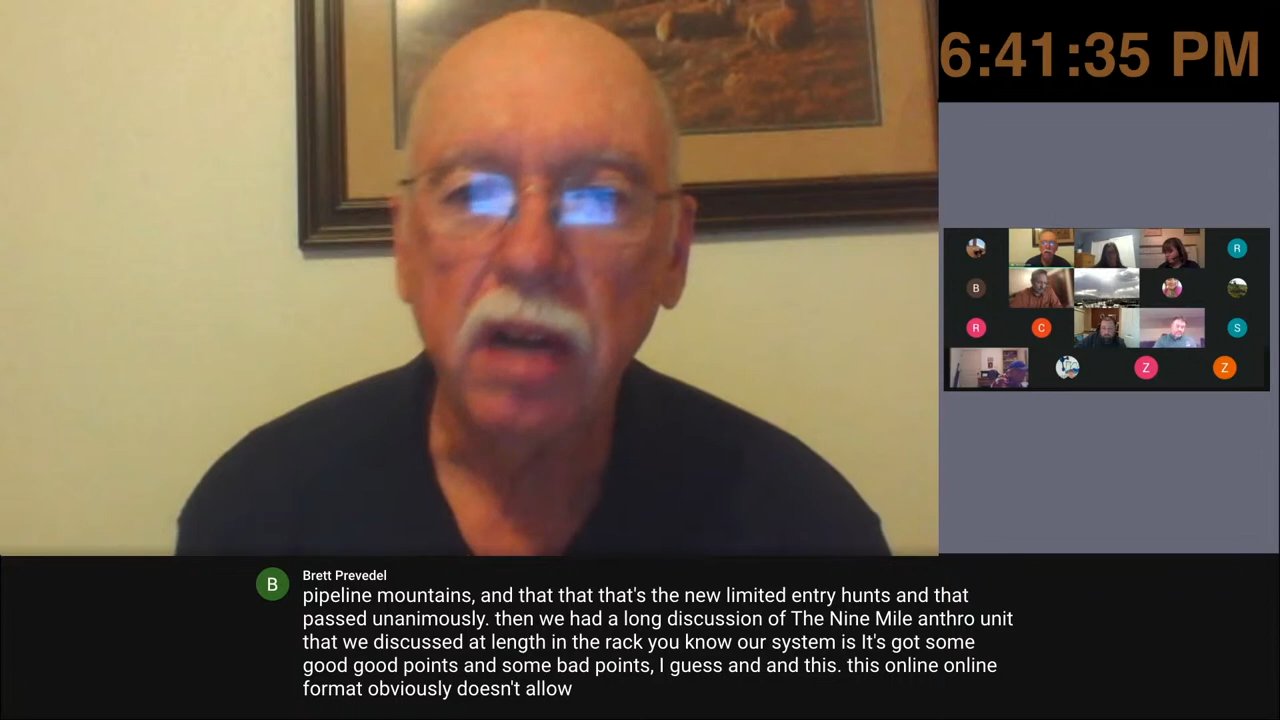 6:41:35 PM
R
B
R
C
S
Z
Z
B
Brett Prevedel
pipeline mountains, and that that that's the new limited entry hunts and that
passed unanimously. then we had a long discussion of The Nine Mile anthro unit
that we discussed at length in the rack you know our system is It's got some
good good points and some bad points, I guess and and this. this online online
format obviously doesn't allow